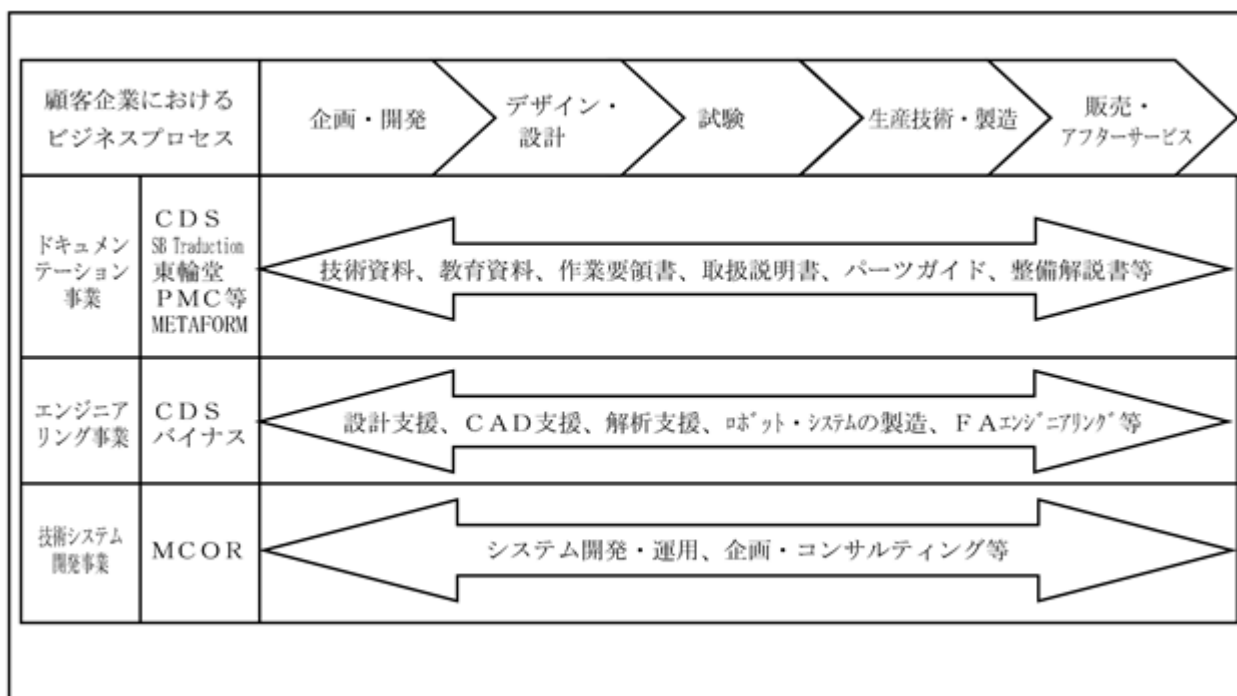 顧客企業における
ビジネスプロセス
企画・開発
デザイン・
設計
試験
生産技術・製造
販売・
ｱﾌﾀｰｻｰﾋﾞｽ
ドキュメン
テーション
事業
ＣＤＳ
SB Traduction
東輪堂
ＰＭＣ等
METAFORM
技術資料、教育資料、作業要領書、取扱説明書、パーツガイド、整備解説書等
エンジニア
リング事業
ＣＤＳ
バイナス
設計支援、ＣＡＤ支援、解析支援、ﾛﾎﾞｯﾄ・ｼｽﾃﾑの製造、ＦＡｴﾝｼﾞﾆｱﾘﾝｸﾞ等
技術システム
開発事業
ＭＣＯＲ
システム開発・運用、企画・コンサルティング等